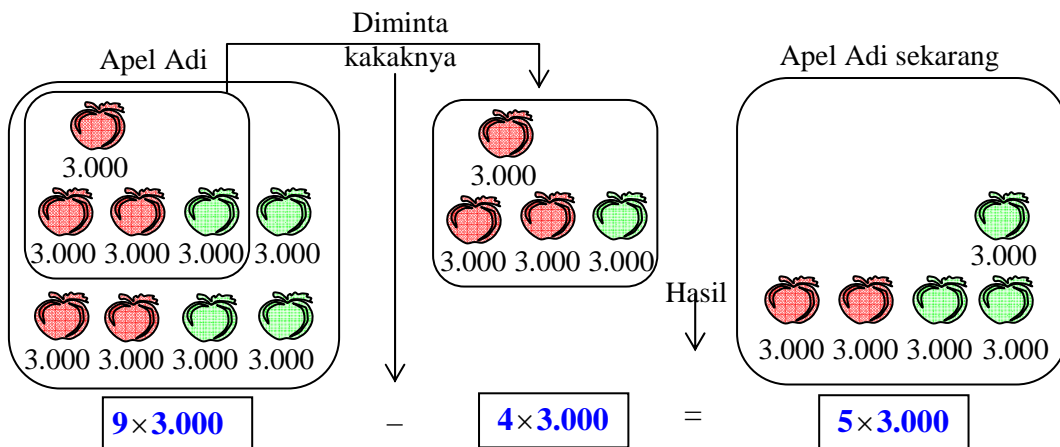 Diminta
kakaknya
Apel Adi
Apel Adi sekarang
3.000
3.000 3.000 3.000 3.000
3.000 3.000 3.000 3.000
3.000
3.000 3.000 3.000
Hasil
3.000
3.000 3.000 3.000 3.000
9×3.000 – 4×3.000 = 5×3.000